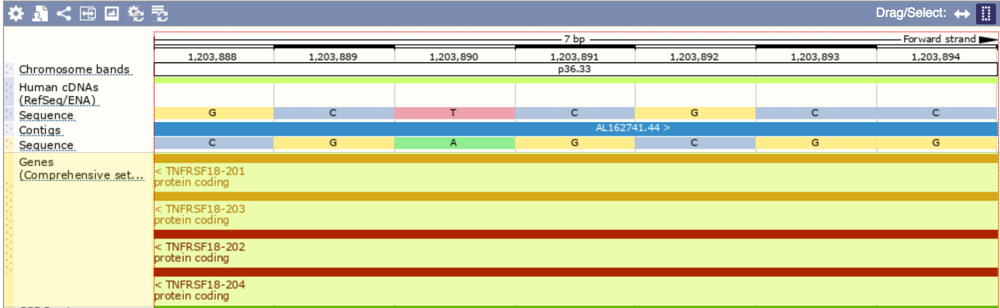 Drag/Select:
7 bp
Forward strand
1,203,888 1,203,889 1,203,890 1,203,891 1,203,892 1,203,893 1,203,894
Chromosome bands p36.33
Human cDNAs
(RefSeq/ENA)
Sequence G C T C G C C
Contigs AL162741.44 >
Sequence C G A G C G G
Genes
(Comprehensive set...
< TNFRSF18-201
protein coding
< TNFRSF18-203
protein coding
< TNFRSF18-202
protein coding
< TNFRSF18-204
protein coding